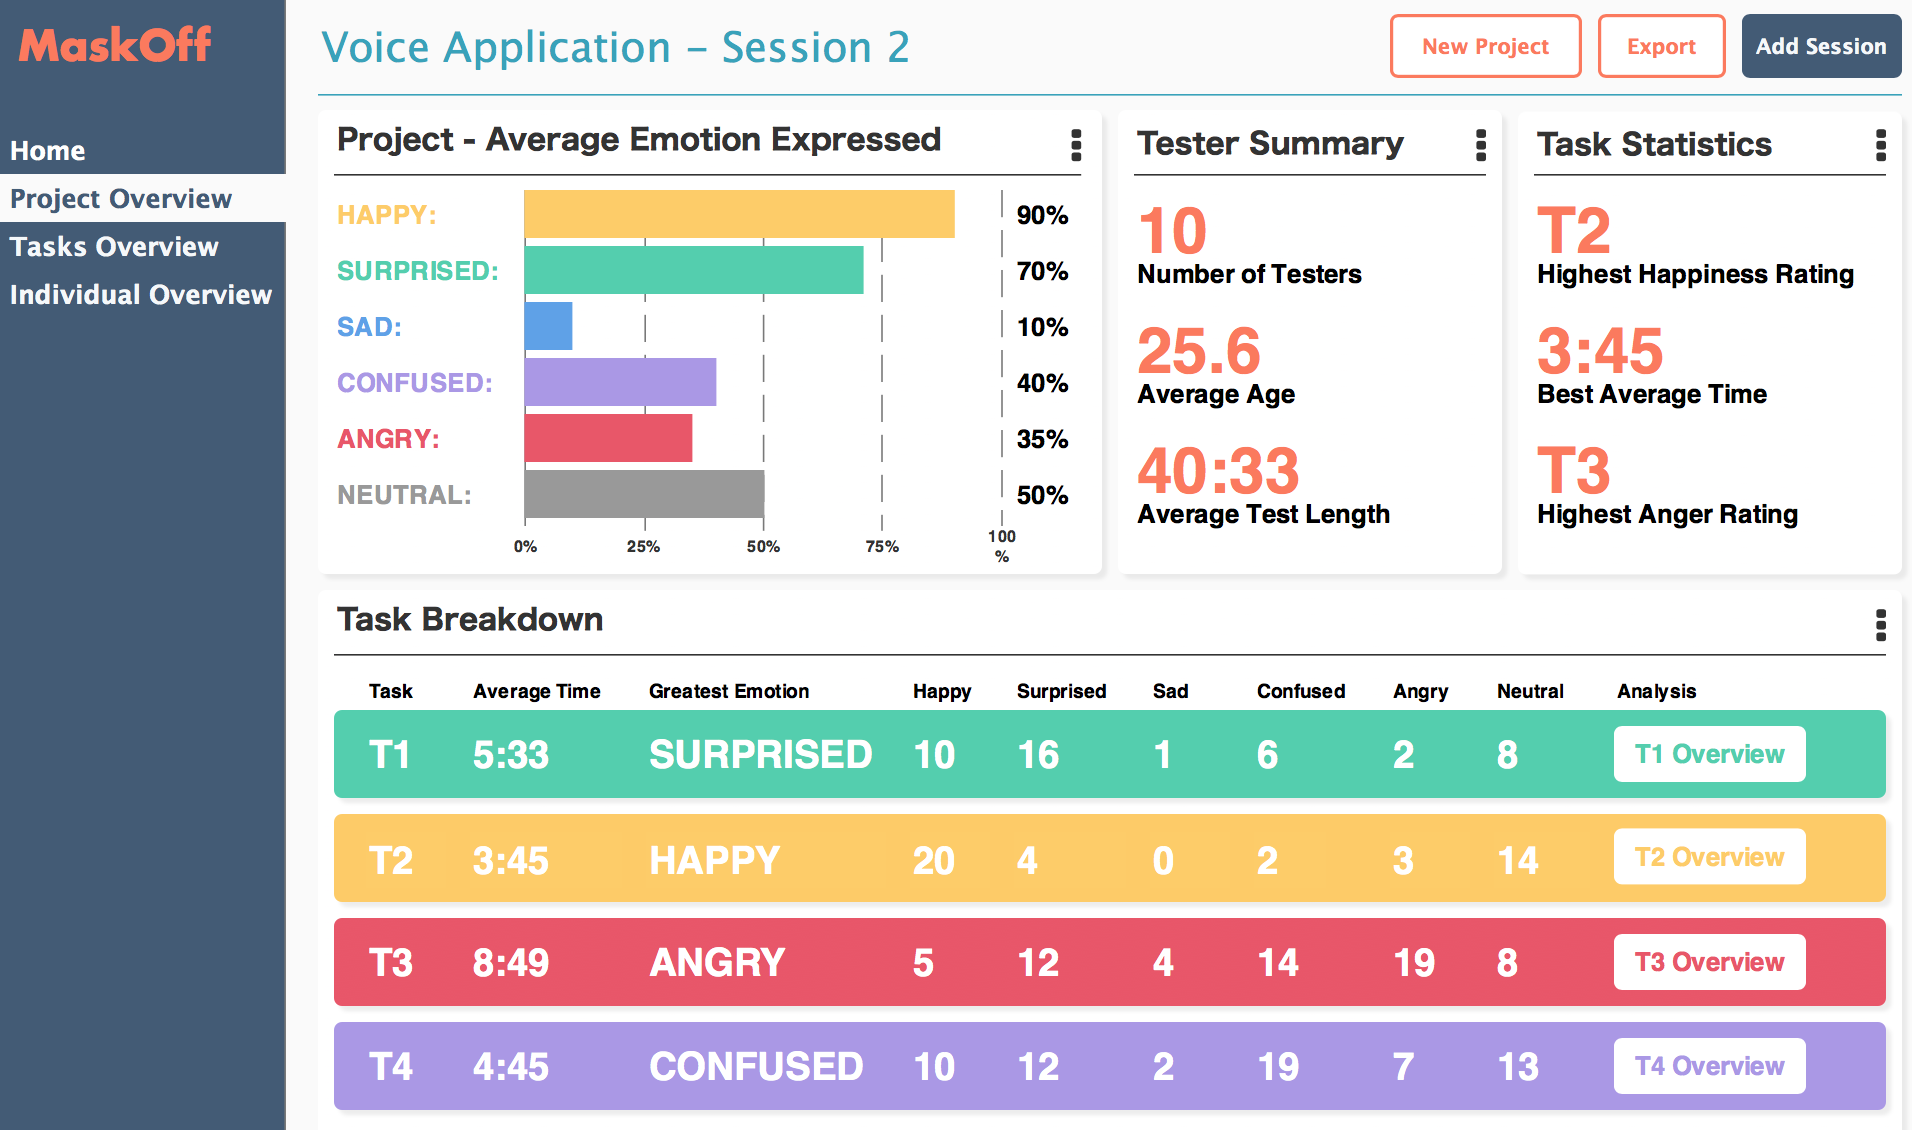 MaskOff
Home
Project Overview
Tasks Overview
Individual Overview
Voice Application – Session 2
New Project
Export
Add Session
Project - Average Emotion Expressed
HAPPY: 90%
SURPRISED: 70%
SAD: 10%
CONFUSED: 40%
ANGRY: 35%
NEUTRAL: 50%
0% 25% 50% 75% 100
%
Tester Summary
10
Number of Testers
25.6
Average Age
40:33
Average Test Length
Task Statistics
T2
Highest Happiness Rating
3:45
Best Average Time
T3
Highest Anger Rating
Task Breakdown
Task Average Time Greatest Emotion Happy Surprised Sad Confused Angry Neutral Analysis
T1 5:33 SURPRISED 10 16 1 6 2 8 T1 Overview
T2 3:45 HAPPY 20 4 0 2 3 14 T2 Overview
T3 8:49 ANGRY 5 12 4 14 19 8 T3 Overview
T4 4:45 CONFUSED 10 12 2 19 7 13 T4 Overview